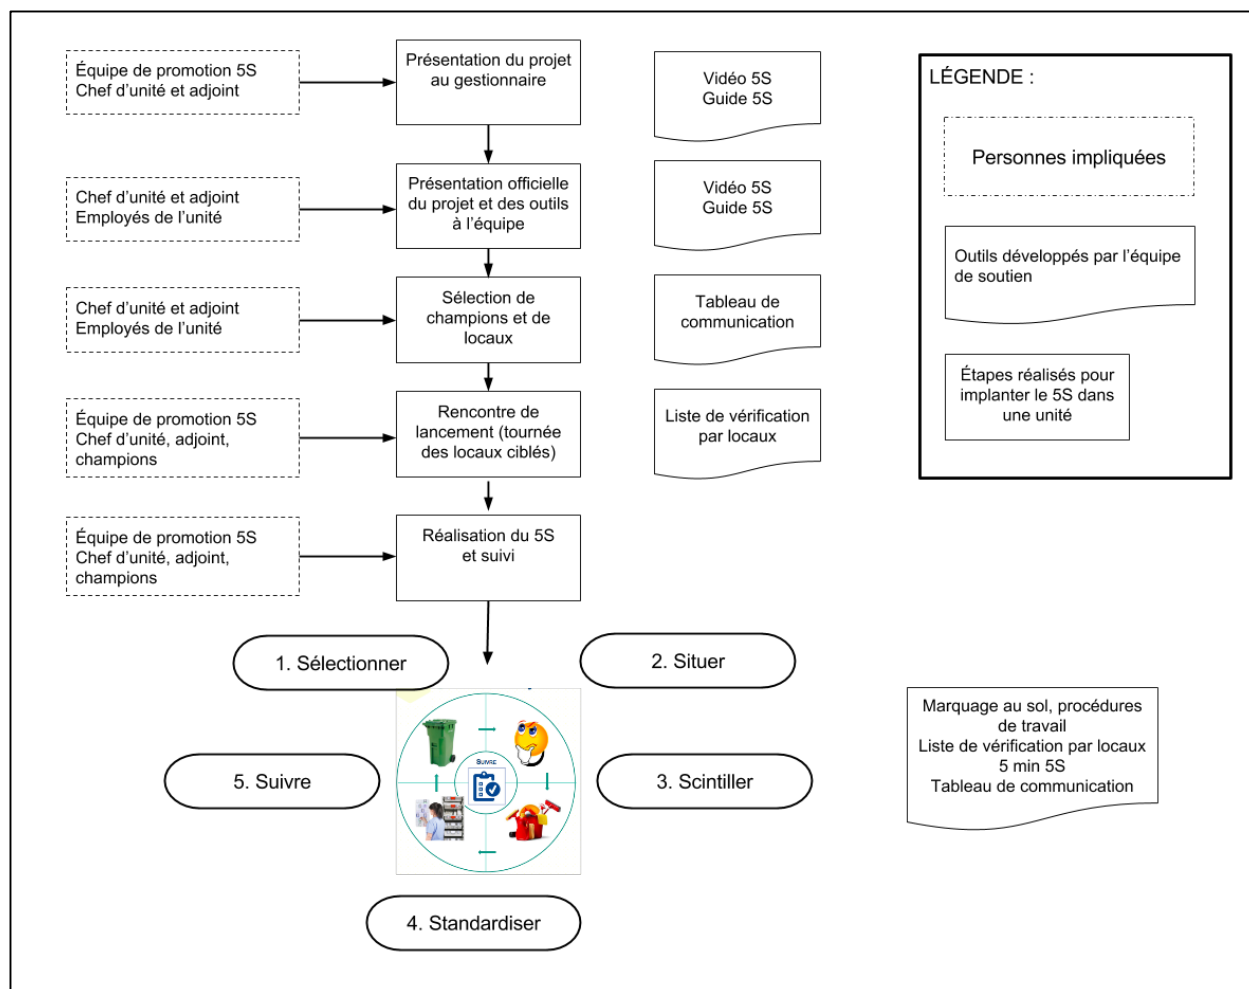 Équipe de promotion 5S
Chef d'unité et adjoint
Présentation du projet
au gestionnaire
Vidéo 5S
Guide 5S
Chef d'unité et adjoint
Employés de l'unité
Présentation officielle
du projet et des outils
à l'équipe
Vidéo 5S
Guide 5S
Chef d'unité et adjoint
Employés de l'unité
Sélection de
champions et de
locaux
Tableau de
communication
Équipe de promotion 5S
Chef d'unité, adjoint,
champions
Rencontre de
lancement (tournée
des locaux ciblés)
Liste de vérification
par locaux
Équipe de promotion 5S
Chef d'unité, adjoint,
champions
Réalisation du 5S
et suivi
LÉGENDE :
Personnes impliquées
Outils développés par l'équipe
de soutien
Étapes réalisés pour
implanter le 5S dans
une unité
1. Sélectionner
2. Situer
5. Suivre
SUIVRE
3. Scintiller
4. Standardiser
Marquage au sol, procédures
de travail
Liste de vérification par locaux
5 min 5S
Tableau de communication